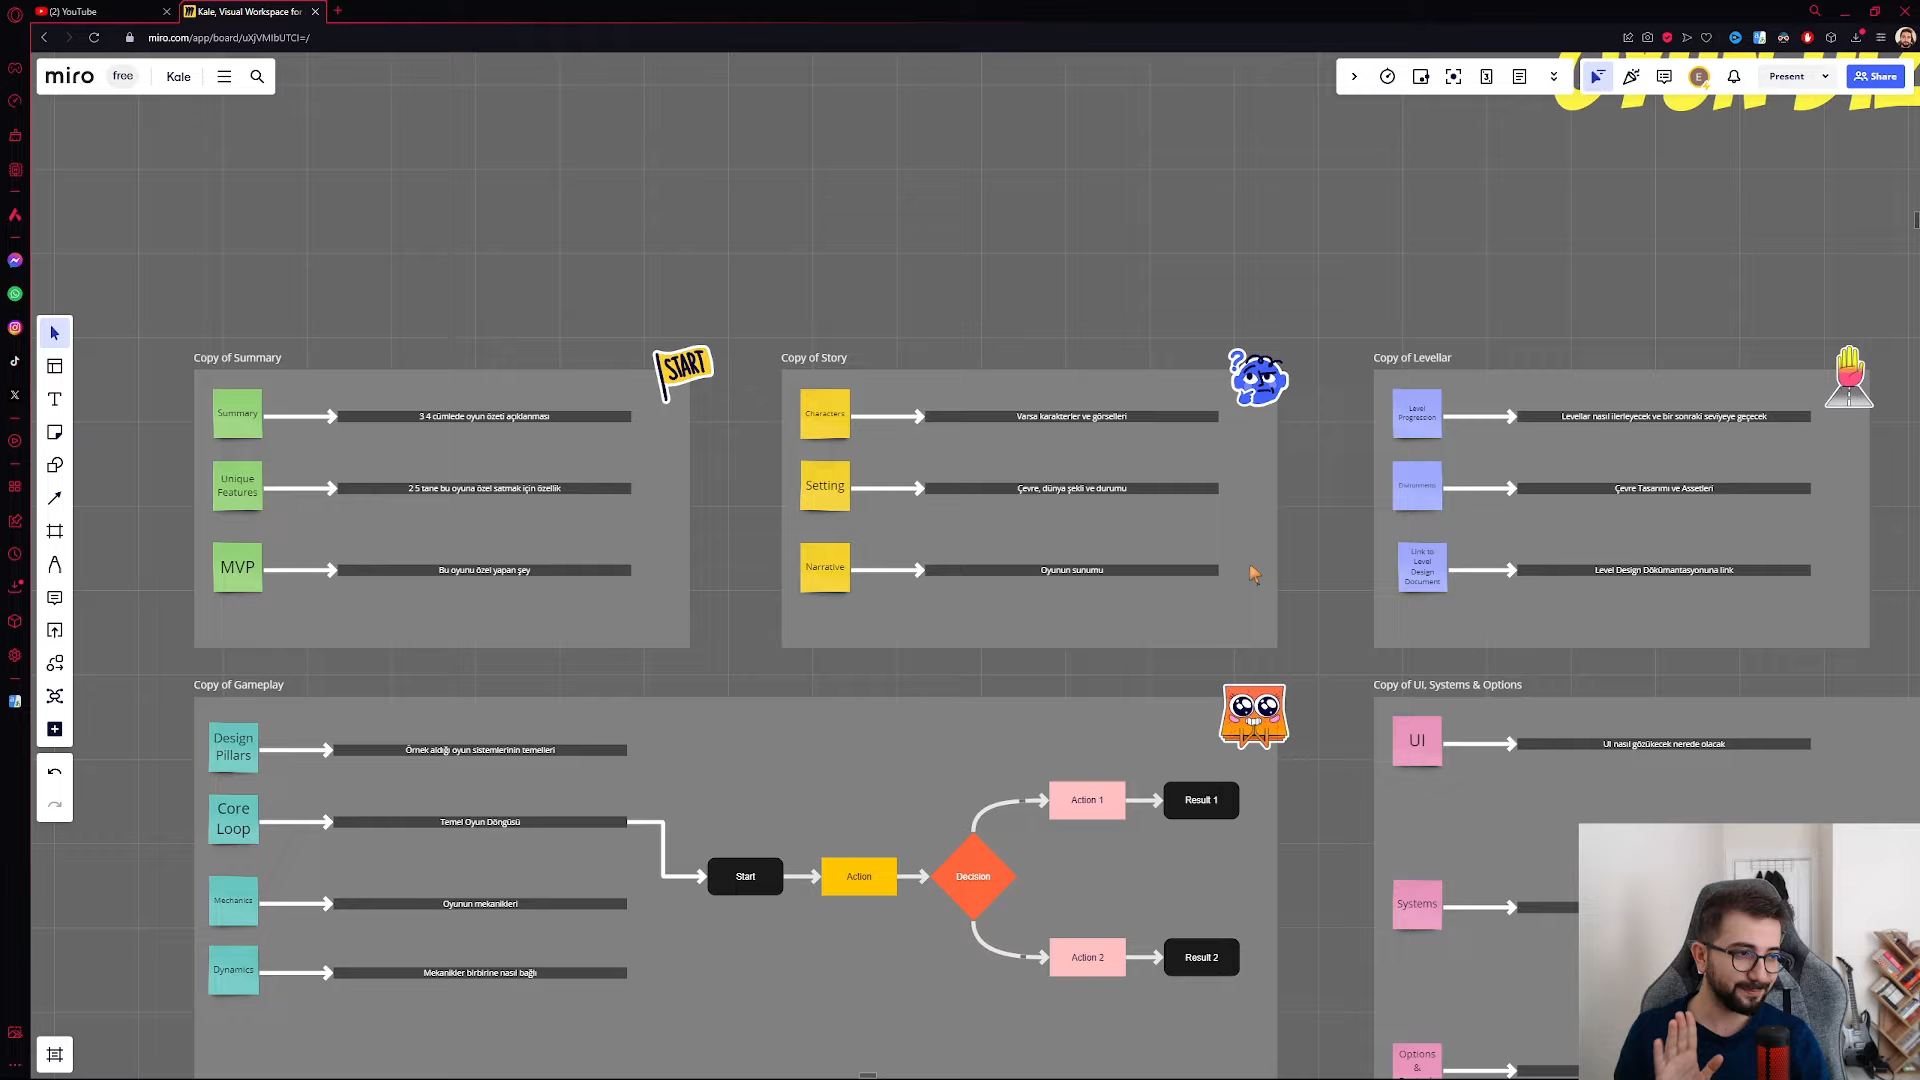 (2) YouTube
Kale, Visual Workspace for
miro.com/app/board/uXjVMIbUTCI=/
miro
free
Kale
Present
Share
Copy of Summary
START
Summary
3 4 cümlede oyun özeti açıklanması
Unique
Features
2 5 tane bu oyuna özel satmak için özellik
MVP
Bu oyunu özel yapan şey
Copy of Story
Characters
Varsa karakterler ve görselleri
Setting
Çevre, dünya şekli ve durumu
Narrative
Oyunun sunumu
Copy of Levellar
Level
Progression
Levellar nasıl ilerleyecek ve bir sonraki seviyeye geçecek
Environments
Çevre Tasarımı ve Assetleri
Link to
Level
Design
Document
Level Design Dökümantasyonuna link
Copy of Gameplay
Design
Pillars
Örnek aldığı oyun sistemlerinin temelleri
Core
Loop
Temel Oyun Döngüsü
Mechanics
Oyunun mekanikleri
Dynamics
Mekanikler birbirine nasıl bağlı
Start
Action
Decision
Action 1
Result 1
Action 2
Result 2
Copy of UI, Systems & Options
UI
UI nasıl gözükecek nerede olacak
Systems
Options
&